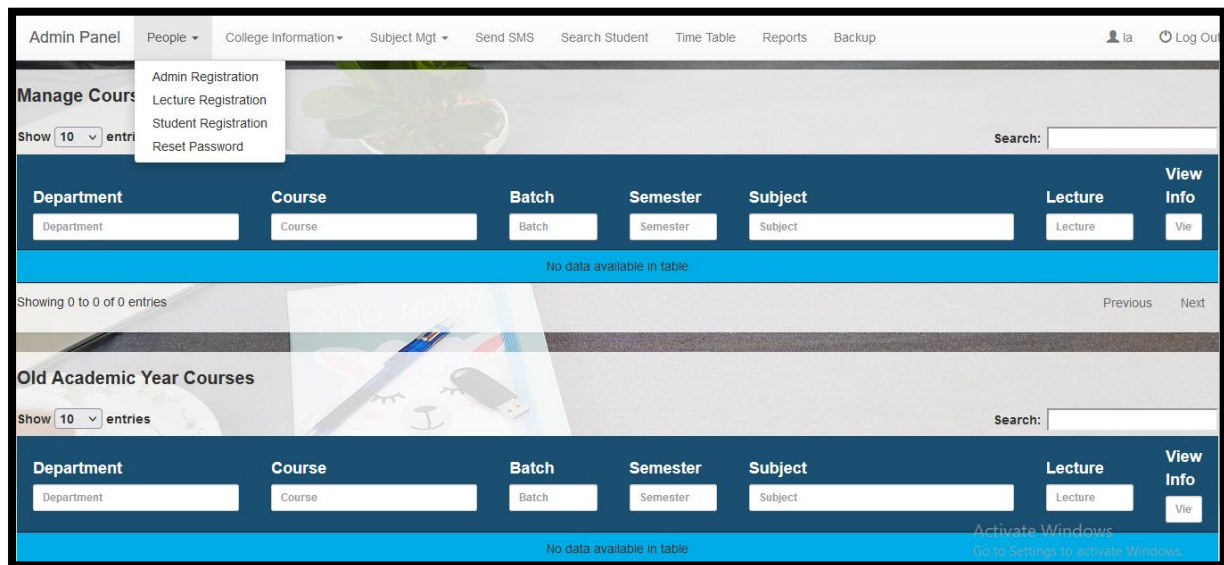 Admin Panel People College Information Subject Mgt Send SMS Search Student Time Table Reports Backup la Log Out
Admin Registration
Lecture Registration
Student Registration
Reset Password
Manage
Show 10 Search:
Department Course Batch Semester Subject Lecture View Info
Department Course Batch Semester Subject Lecture Vie
No data available in table
Showing 0 to 0 of 0 entries Previous Next
NO PROB
Old Academic Year Courses
Show 10 entries Search:
Department Course Batch Semester Subject Lecture View Info
Department Course Batch Semester Subject Lecture Vie
No data available in table
Activate Windows
Go to Settings to activate Windows.